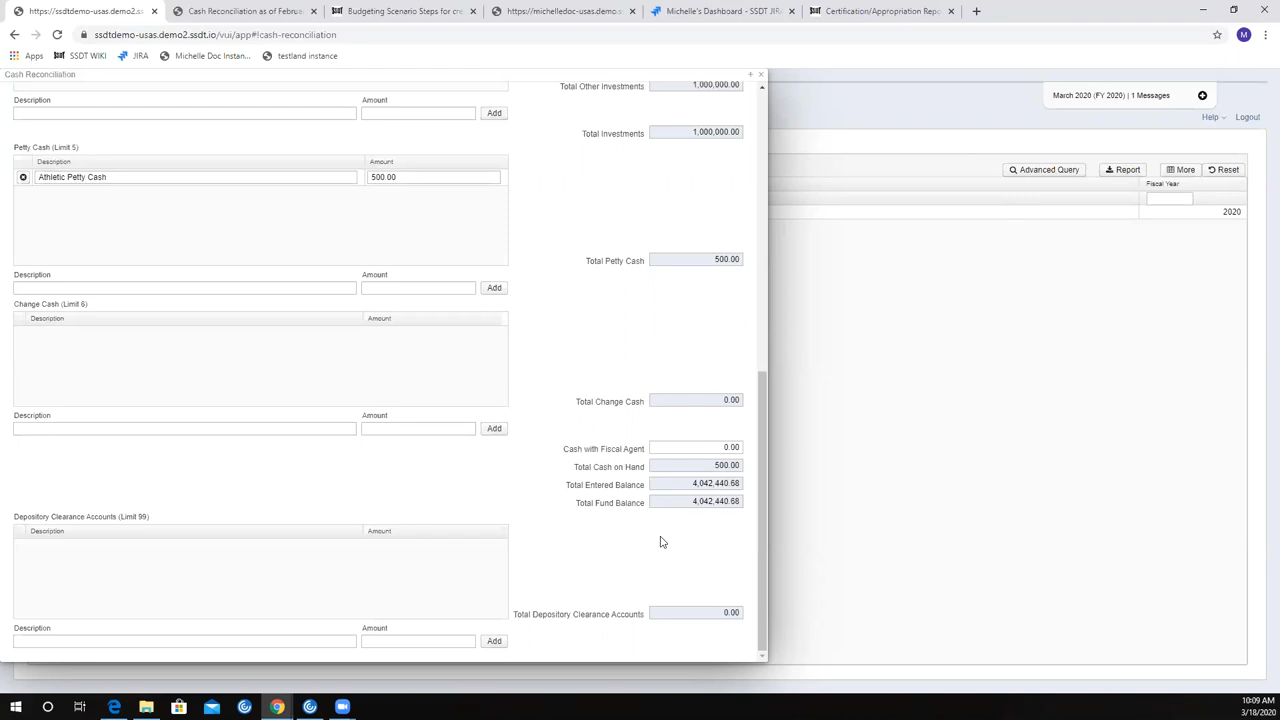 https://ssdtdemo-usas.demo2.ss
Cash Reconciliation as of Februa
Budgeting Scenario Steps for cre
https://michelledoc-usas.demo2.s
Michelle's Dashboard - SSDT JIRA
Certification/Appropriation Repo
ssdtdemo-usas.demo2.ssdt.io/vui/app#!cash-reconciliation
M
Apps
SSDT WIKI
JIRA
Michelle Doc Instan...
testland instance
Cash Reconciliation
March 2020 (FY 2020) | 1 Messages
Help
Logout
Total Other Investments 1,000,000.00
Description Amount
Add
Total Investments 1,000,000.00
Petty Cash (Limit 5)
Description Amount
Athletic Petty Cash 500.00
Advanced Query
Report
More
Reset
Fiscal Year
2020
Total Petty Cash 500.00
Description Amount
Add
Change Cash (Limit 6)
Description Amount
Total Change Cash 0.00
Description Amount
Add
Cash with Fiscal Agent 0.00
Total Cash on Hand 500.00
Total Entered Balance 4,042,440.68
Total Fund Balance 4,042,440.68
Depository Clearance Accounts (Limit 99)
Description Amount
Total Depository Clearance Accounts 0.00
Description Amount
Add
10:09 AM
3/18/2020